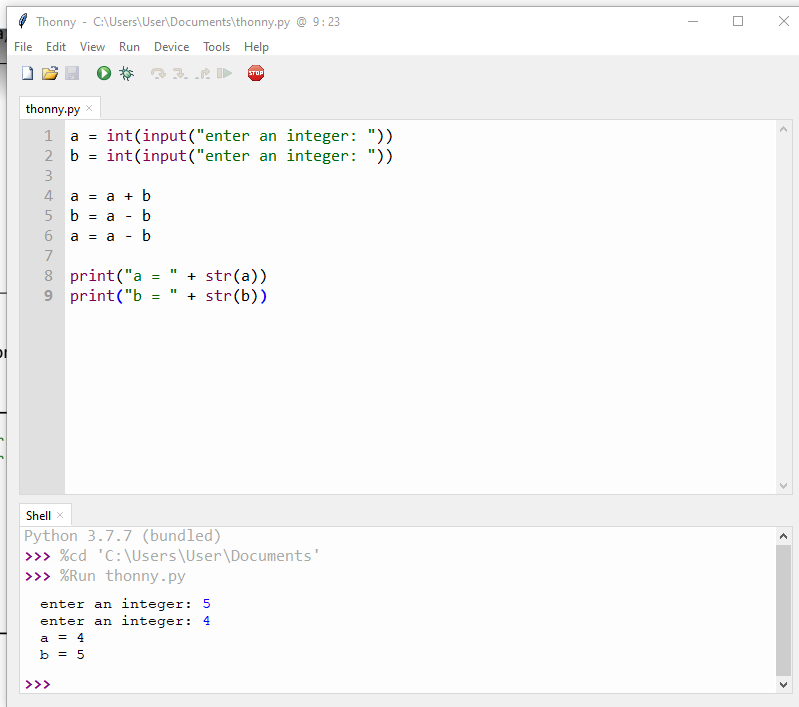 Thonny - C:\Users\User\Documents\thonny.py @ 9:23
File Edit View Run Device Tools Help
STOP
thonny.py ×
1 a = int(input("enter an integer: "))
2 b = int(input("enter an integer: "))
3
4 a = a + b
5 b = a - b
6 a = a - b
7
8 print("a = " + str(a))
9 print("b = " + str(b))
Shell ×
Python 3.7.7 (bundled)
>>> %cd 'C:\Users\User\Documents'
>>> %Run thonny.py
enter an integer: 5
enter an integer: 4
a = 4
b = 5
>>>